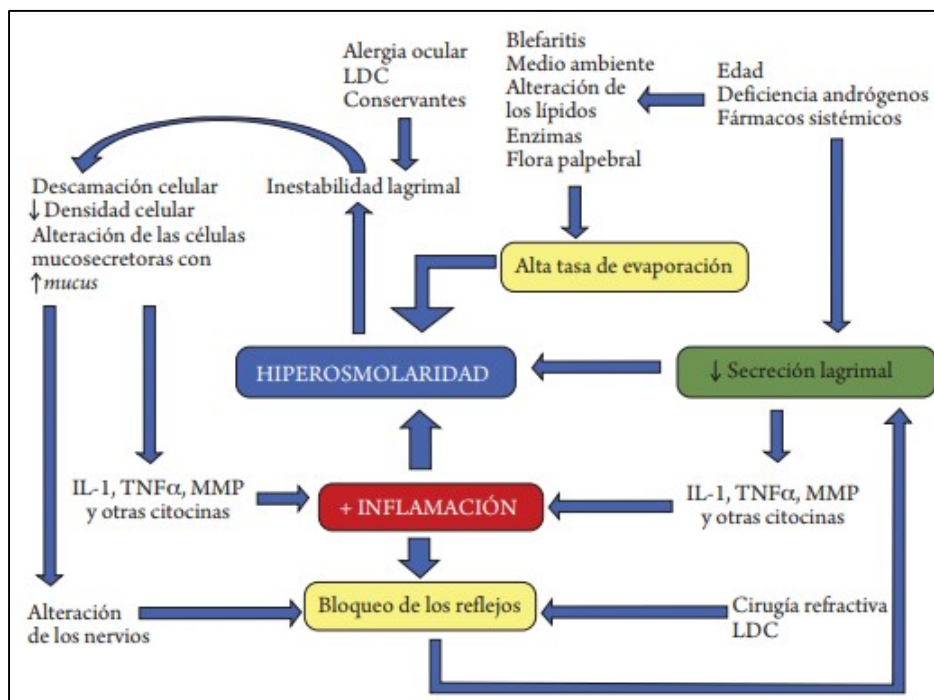 Alergia ocular
LDC
Conservantes
Blefaritis
Medio ambiente
Alteración de
los lípidos
Enzimas
Flora palpebral
Edad
Deficiencia andrógenos
Fármacos sistémicos
Descamación celular
↓ Densidad celular
Alteración de las células
mucosecretoras con
↑ mucus
Inestabilidad lagrimal
Alta tasa de evaporación
HIPEROSMOLARIDAD
↓ Secreción lagrimal
IL-1, TNFα, MMP
y otras citocinas
+ INFLAMACIÓN
IL-1, TNFα, MMP
y otras citocinas
Alteración
de los nervios
Bloqueo de los reflejos
Cirugía refractiva
LDC